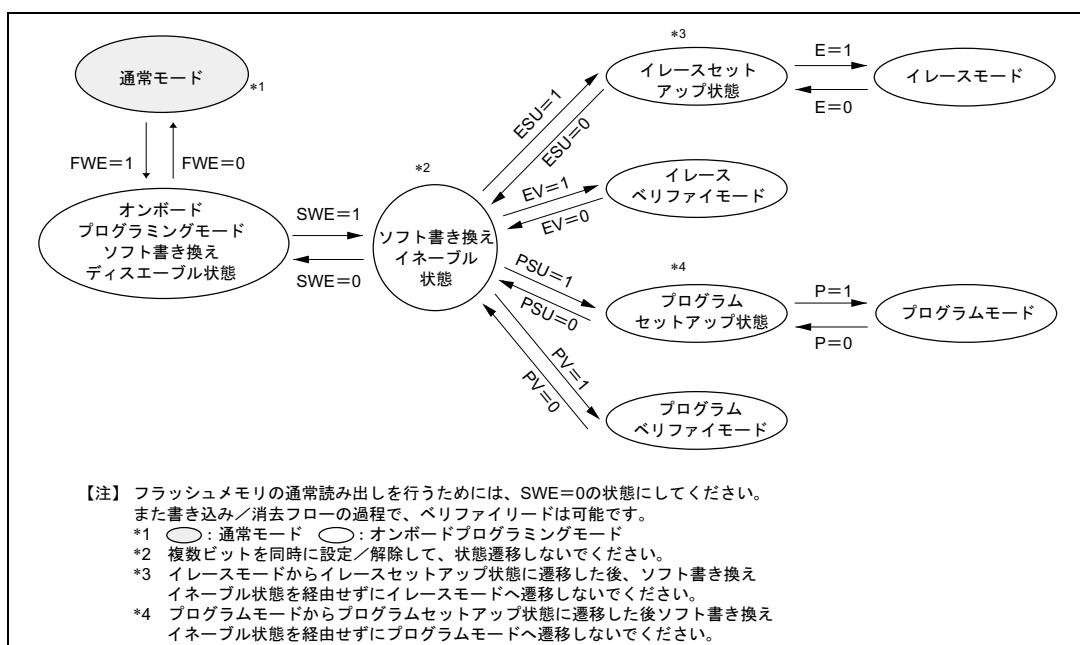 通常モード
*1
FWE=1
FWE=0
オンボード
プログラミングモード
ソフト書き換え
ディスエーブル状態
SWE=1
SWE=0
*2
ソフト書き換え
イネーブル
状態
ESU=1
ESU=0
*3
イレースセット
アップ状態
E=1
E=0
イレースモード
EV=1
EV=0
イレース
ベリファイモード
PSU=1
PSU=0
*4
プログラム
セットアップ状態
P=1
P=0
プログラムモード
PV=1
PV=0
プログラム
ベリファイモード
【注】 フラッシュメモリの通常読み出しを行うためには、SWE=0の状態にしてください。
また書き込み/消去フローの過程で、ベリファイリードは可能です。
*1 :通常モード :オンボードプログラミングモード
*2 複数ビットを同時に設定/解除して、状態遷移しないでください。
*3 イレースモードからイレースセットアップ状態に遷移した後、ソフト書き換え
イネーブル状態を経由せずにイレースモードへ遷移しないでください。
*4 プログラムモードからプログラムセットアップ状態に遷移した後ソフト書き換え
イネーブル状態を経由せずにプログラムモードへ遷移しないでください。